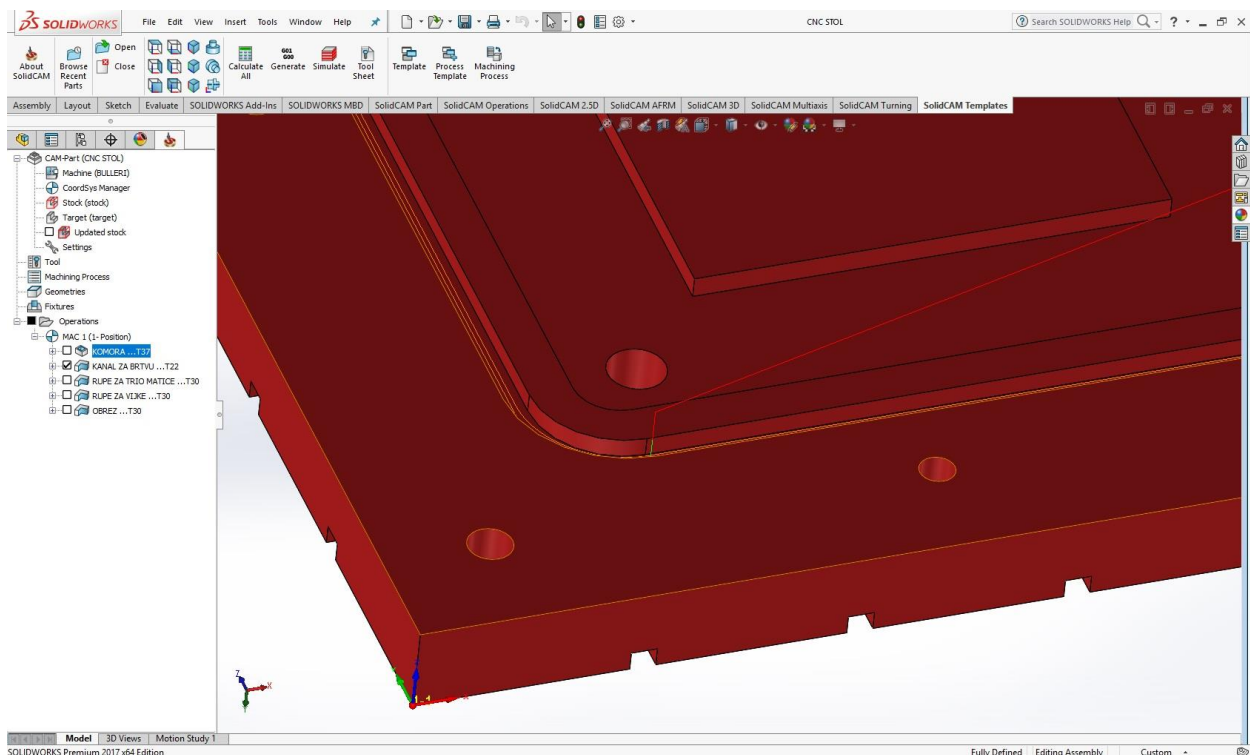 SOLIDWORKS File Edit View Insert Tools Window Help CNC STOL Search SOLIDWORKS Help
About SolidCAM
Browse Recent Parts
Open
Close
Calculate All
G01 G00
Generate
Simulate
Tool Sheet
Template
Process Template
Machining Process
Assembly Layout Sketch Evaluate SOLIDWORKS Add-Ins SOLIDWORKS MBD SolidCAM Part SolidCAM Operations SolidCAM 2.5D SolidCAM AFRM SolidCAM 3D SolidCAM Multiaxis SolidCAM Turning SolidCAM Templates
CAM-Part (CNC STOL)
Machine (BULLERI)
CoordSys Manager
Stock (stock)
Target (target)
Updated stock
Settings
Tool
Machining Process
Geometries
Fixtures
Operations
MAC 1 (1- Position)
KOMORA ...T37
KANAL ZA BRTVU ...T22
RUPE ZA TRIO MATICE ...T30
RUPE ZA VIJKE ...T30
OBREZ ...T30
Z
X
Model 3D Views Motion Study 1
SOLIDWORKS Premium 2017 x64 Edition Fully Defined Editing Assembly Custom